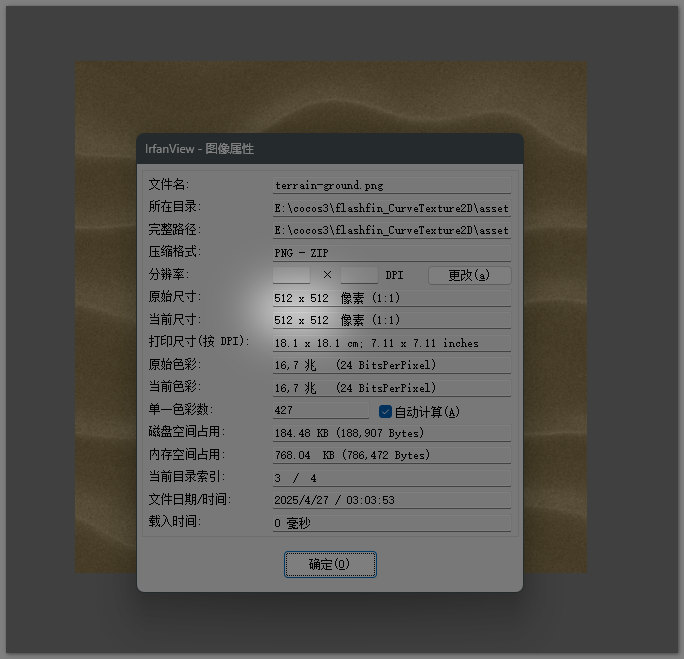 IrfanView - 图像属性
文件名: terrain-ground.png
所在目录: E:\cocos3\flashfin_CurveTexture2D\asset
完整路径: E:\cocos3\flashfin_CurveTexture2D\asset
压缩格式: PNG - ZIP
分辨率: × DPI 更改(a)
原始尺寸: 512 x 512 像素 (1:1)
当前尺寸: 512 x 512 像素 (1:1)
打印尺寸(按 DPI): 18.1 x 18.1 cm; 7.11 x 7.11 inches
原始色彩: 16,7 兆 (24 BitsPerPixel)
当前色彩: 16,7 兆 (24 BitsPerPixel)
单一色彩数: 427 自动计算(A)
磁盘空间占用: 184.48 KB (188,907 Bytes)
内存空间占用: 768.04 KB (786,472 Bytes)
当前目录索引: 3 / 4
文件日期/时间: 2025/4/27 / 03:03:53
载入时间: 0 毫秒
确定(O)